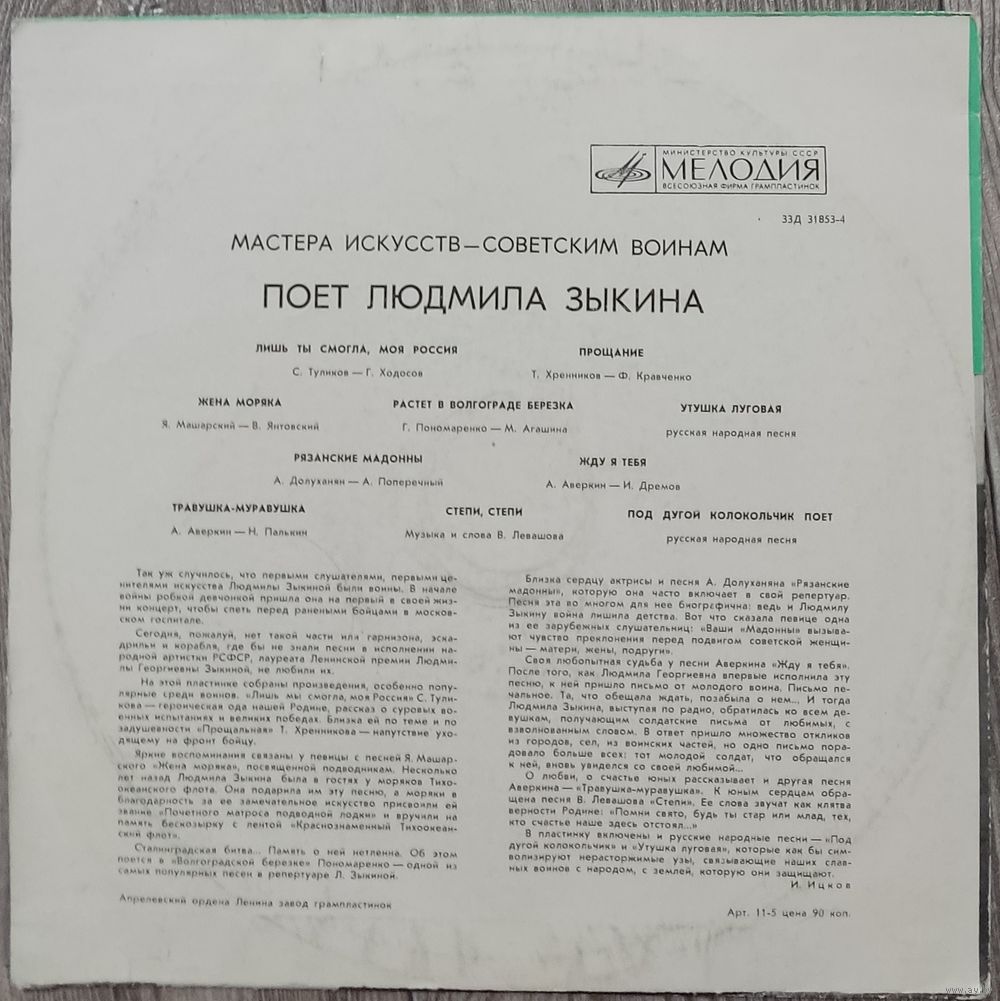 МИНИСТЕРСТВО КУЛЬТУРЫ СССР
МЕЛОДИЯ
ВСЕСОЮЗНАЯ ФИРМА ГРАМПЛАСТИНОК
33Д 31853-4
МАСТЕРА ИСКУССТВ—СОВЕТСКИМ ВОИНАМ
ПОЕТ ЛЮДМИЛА ЗЫКИНА
ЛИШЬ ТЫ СМОГЛА, МОЯ РОССИЯ
С. Туликов — Г. Ходосов
ПРОЩАНИЕ
Т. Хренников — Ф. Кравченко
ЖЕНА МОРЯКА
Я. Машарский — В. Янтовский
РАСТЕТ В ВОЛГОГРАДЕ БЕРЕЗКА
Г. Пономаренко — М. Агашина
УТУШКА ЛУГОВАЯ
русская народная песня
РЯЗАНСКИЕ МАДОННЫ
А. Долуханян — А. Поперечный
ЖДУ Я ТЕБЯ
А. Аверкин — И. Дремов
ТРАВУШКА-МУРАВУШКА
А. Аверкин — Н. Палькин
СТЕПИ, СТЕПИ
Музыка и слова В. Левашова
ПОД ДУГОЙ КОЛОКОЛЬЧИК ПОЕТ
русская народная песня
Так уж случилось, что первыми слушателями, первыми це-
нителями искусства Людмилы Зыкиной были воины. В начале
войны робкой девчонкой пришла она на первый в своей жиз-
ни концерт, чтобы спеть перед ранеными бойцами в москов-
ском госпитале.
Сегодня, пожалуй, нет такой части или гарнизона, эска-
дрильи и корабля, где бы не знали песни в исполнении на-
родной артистки РСФСР, лауреата Ленинской премии Людми-
лы Георгиевны Зыкиной, не любили их.
На этой пластинке собраны произведения, особенно попу-
лярные среди воинов. «Лишь мы смогла, моя Россия» С. Тули-
кова — героическая ода нашей Родине, рассказ о суровых во-
енных испытаниях и великих победах. Близка ей по теме и по
задушевности «Прощальная» Т. Хренникова — напутствие ухо-
дящему на фронт бойцу.
Яркие воспоминания связаны у певицы с песней Я. Машар-
ского «Жена моряка», посвященной подводникам. Несколько
лет назад Людмила Зыкина была в гостях у моряков Тихо-
океанского флота. Она подарила им эту песню, а моряки в
благодарность за ее замечательное искусство присвоили ей
звание «Почетного матроса подводной лодки» и вручили на
память бескозырку с лентой «Краснознаменный Тихоокеан-
ский флот».
Сталинградская битва... Память о ней нетленна. Об этом
поется в «Волгоградской березке» Пономаренко — одной из
самых популярных песен в репертуаре Л. Зыкиной.
Близка сердцу актрисы и песня А. Долуханяна «Рязанские
мадонны», которую она часто включает в свой репертуар.
Песня эта во многом для нее биографична: ведь и Людмилу
Зыкину война лишила детства. Вот что сказала певице одна
из ее зарубежных слушательниц: «Ваши «Мадонны» вызыва-
ют чувство преклонения перед подвигом советской женщи-
ны — матери, жены, подруги».
Своя любопытная судьба у песни Аверкина «Жду я тебя».
После того, как Людмила Георгиевна впервые исполнила эту
песню, к ней пришло письмо от молодого воина. Письмо пе-
чальное. Та, что обещала ждать, позабыла о нем... И тогда
Людмила Зыкина, выступая по радио, обратилась ко всем де-
вушкам, получающим солдатские письма от любимых, с
взволнованным словом. В ответ пришло множество откликов
из городов, сел, из воинских частей, но одно письмо пора-
довало больше всех: тот молодой солдат, что обращался
к ней, вновь увиделся со своей любимой...
О любви, о счастье юных рассказывает и другая песня
Аверкина — «Травушка-муравушка». К юным сердцам обра-
щена песня В. Левашова «Степи». Ее слова звучат как клятва
верности Родине: «Помни свято, будь ты стар или млад, тех,
кто счастье наше здесь отстоял...»
В пластинку включены и русские народные песни — «Под
дугой колокольчик» и «Утушка луговая», которые как бы сим-
волизируют нерасторжимые узы, связывающие наших слав-
ных воинов с народом, с землей, которую они защищают.
И. Ицков
Апрелевский ордена Ленина завод грампластинок
Арт. 11-5 цена 90 коп.